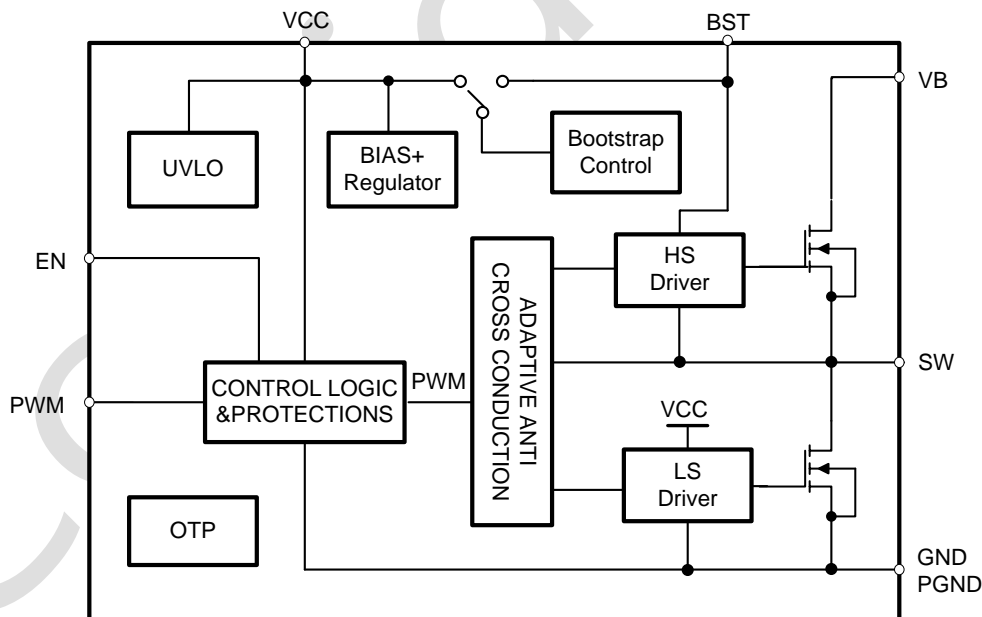 VCC
BST
VB
UVLO
BIAS+
Regulator
Bootstrap
Control
EN
HS
Driver
ADAPTIVE ANTI
CROSS CONDUCTION
SW
PWM
CONTROL LOGIC
&PROTECTIONS
PWM
VCC
LS
Driver
OTP
GND
PGND